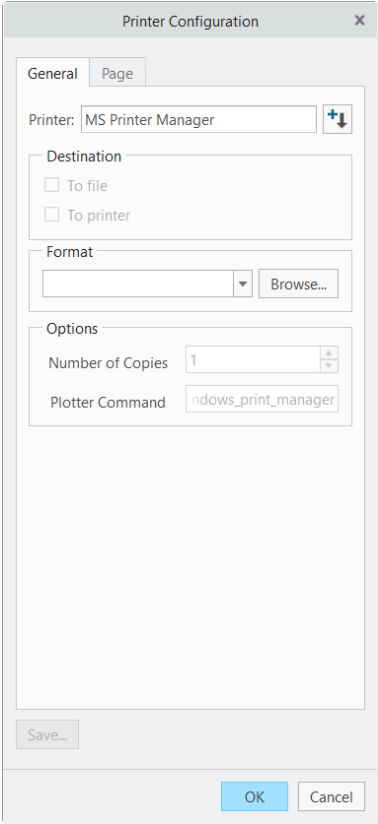 Printer Configuration x
General Page
Printer: MS Printer Manager
Destination
To file
To printer
Format
Browse...
Options
Number of Copies 1
Plotter Command ndows_print_manager
Save...
OK Cancel